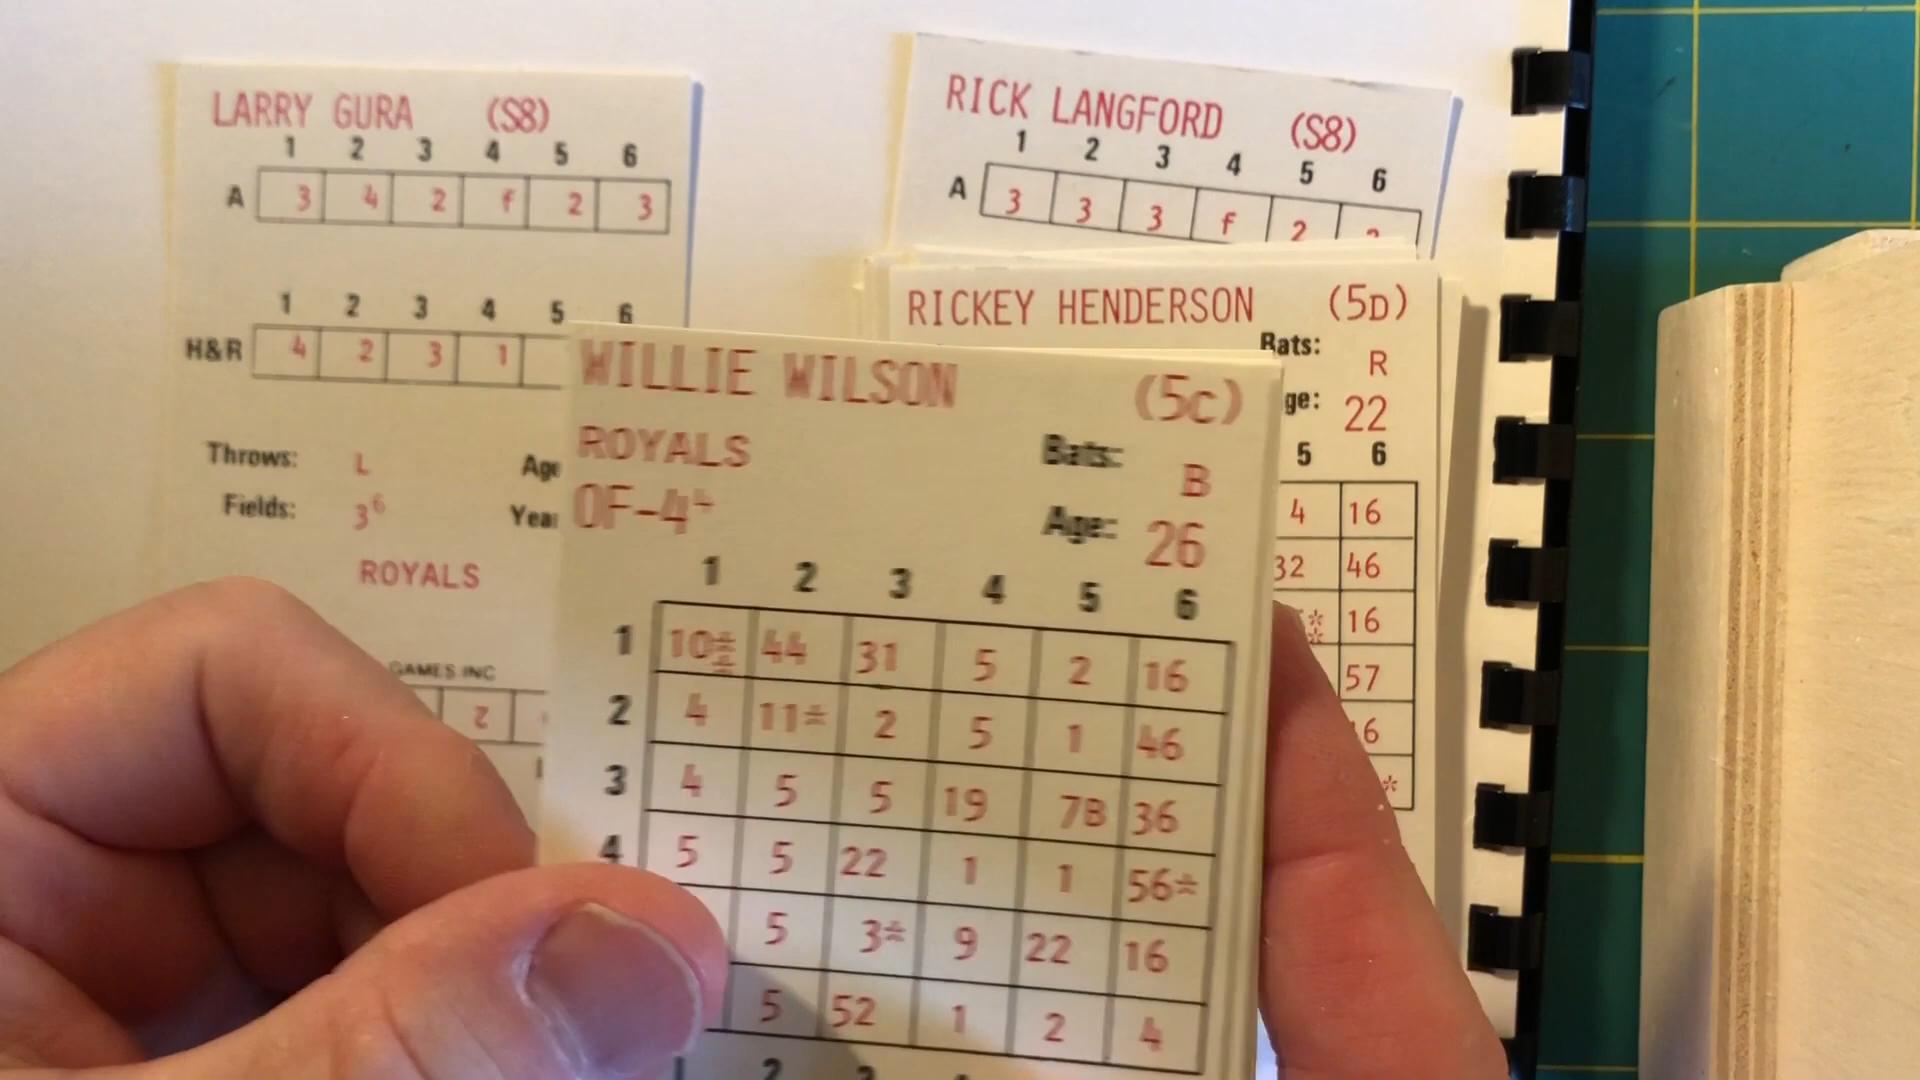 LARRY GURA (S8)
1 2 3 4 5 6
A 3 4 2 f 2 3
1 2 3 4 5 6
H&R 4 2 3 1
Throws: L
Fields: 3⁶
ROYALS
GAMES INC
RICK LANGFORD (S8)
1 2 3 4 5 6
A 3 3 3 f 2
RICKEY HENDERSON (5D)
Bats: R
22
5 6
4 16
32 46
16
57
WILLIE WILSON (5C)
ROYALS
Bats: B
OF-4⁺
Age: 26
1 2 3 4 5 6
1 10* 44 31 5 2 16
2 4 11* 2 5 1 46
3 4 5 5 19 7B 36
4 5 5 22 1 1 56*
5 3* 9 22 16
5 52 1 2 4